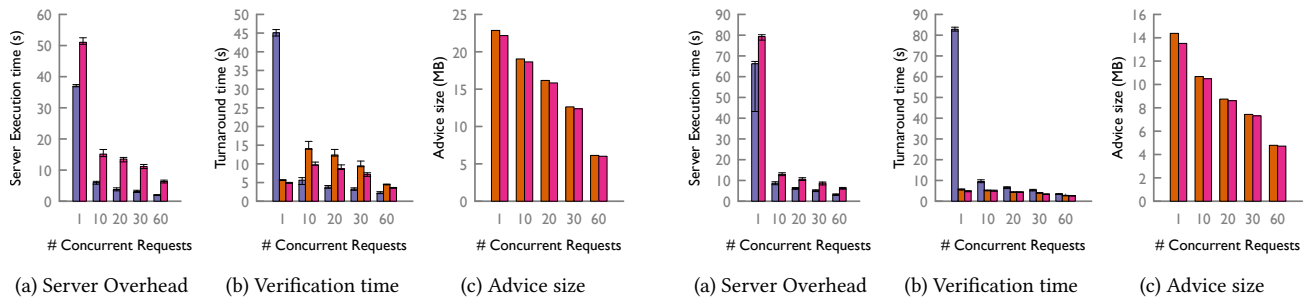 60
50
40
30
20
10
0
Server Execution time (s)
1 10 20 30 60
# Concurrent Requests
(a) Server Overhead
50
45
40
35
30
25
20
15
10
5
0
Turnaround time (s)
1 10 20 30 60
# Concurrent Requests
(b) Verification time
25
20
15
10
5
0
Advice size (MB)
1 10 20 30 60
# Concurrent Requests
(c) Advice size
90
80
70
60
50
40
30
20
10
0
Server Execution time (s)
1 10 20 30 60
# Concurrent Requests
(a) Server Overhead
90
80
70
60
50
40
30
20
10
0
Turnaround time (s)
1 10 20 30 60
# Concurrent Requests
(b) Verification time
16
14
12
10
8
6
4
2
0
Advice size (MB)
1 10 20 30 60
# Concurrent Requests
(c) Advice size